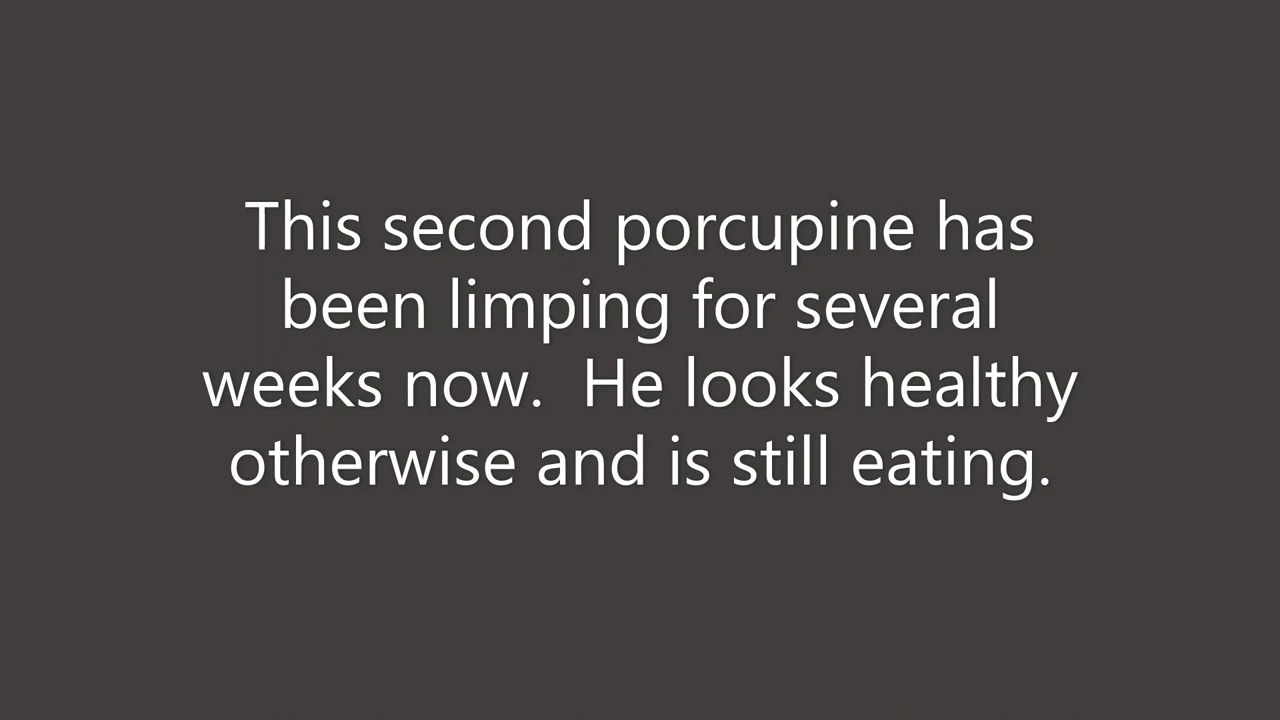 This second porcupine has
been limping for several
weeks now.  He looks healthy
otherwise and is still eating.